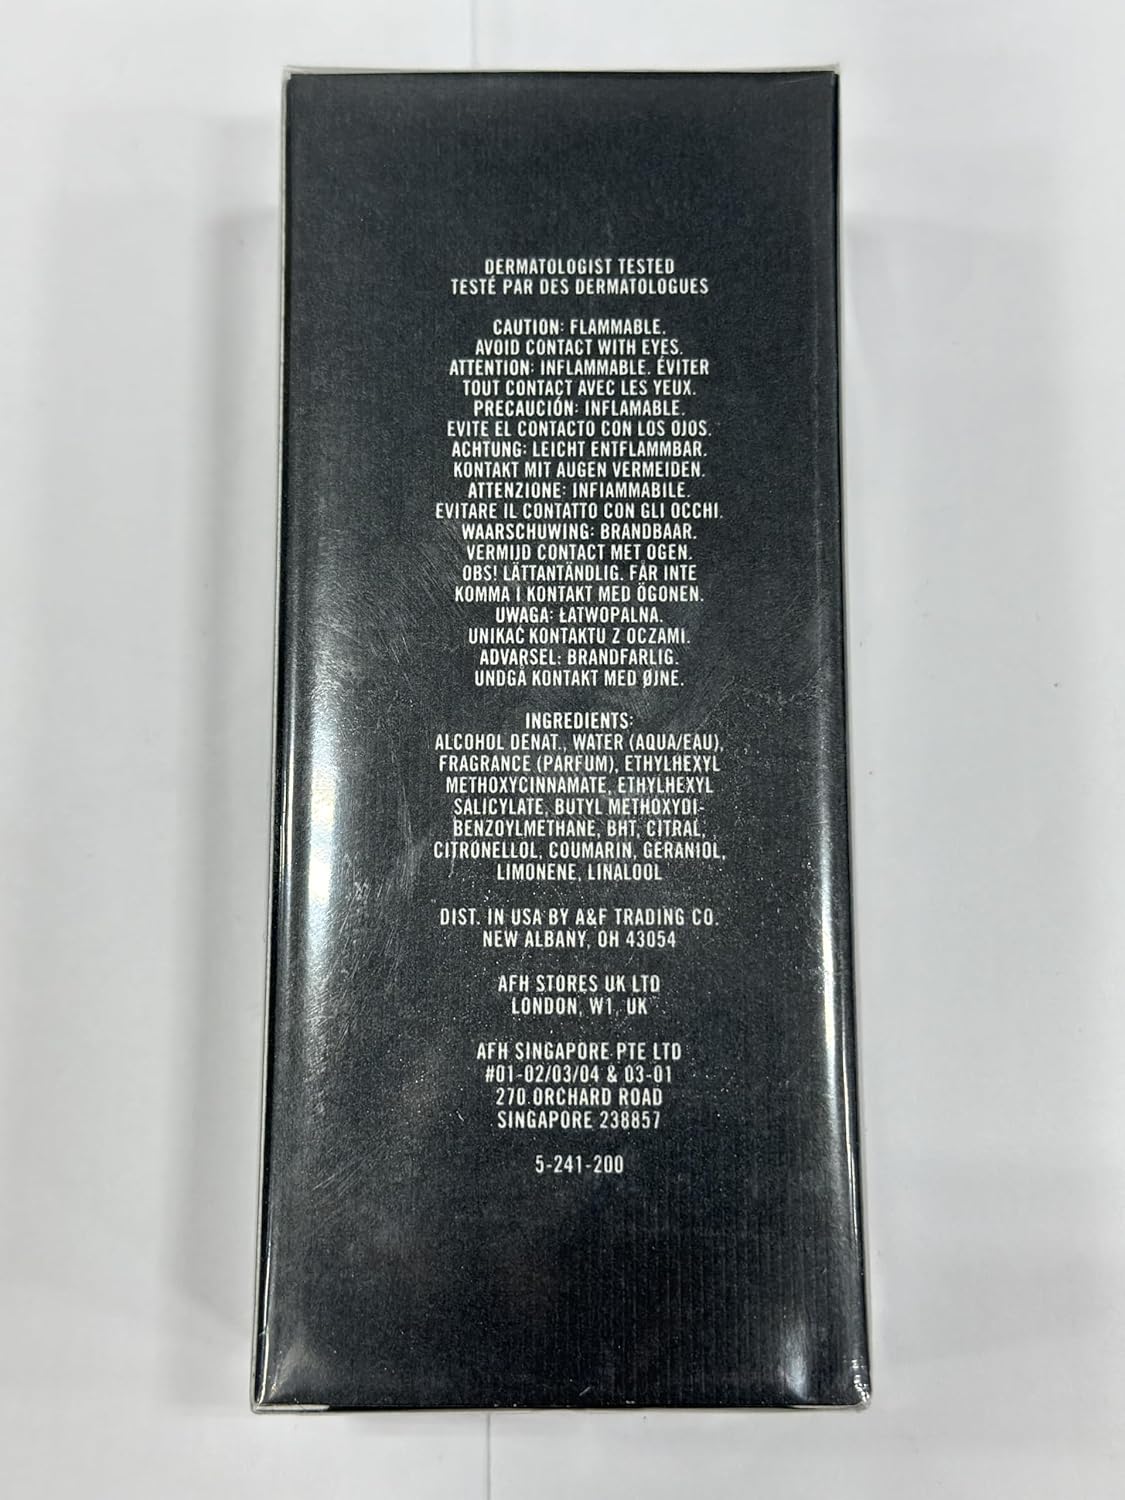 DERMATOLOGIST TESTED
TESTÉ PAR DES DERMATOLOGUES
CAUTION: FLAMMABLE.
AVOID CONTACT WITH EYES.
ATTENTION: INFLAMMABLE. ÉVITER
TOUT CONTACT AVEC LES YEUX.
PRECAUCIÓN: INFLAMABLE.
EVITE EL CONTACTO CON LOS OJOS.
ACHTUNG: LEICHT ENTFLAMMBAR.
KONTAKT MIT AUGEN VERMEIDEN.
ATTENZIONE: INFIAMMABILE.
EVITARE IL CONTATTO CON GLI OCCHI.
WAARSCHUWING: BRANDBAAR.
VERMIJD CONTACT MET OGEN.
OBS! LÄTTANTÄNDLIG. FÅR INTE
KOMMA I KONTAKT MED ÖGONEN.
UWAGA: ŁATWOPALNA.
UNIKAĆ KONTAKTU Z OCZAMI.
ADVARSEL: BRANDFARLIG.
UNDGÅ KONTAKT MED ØJNE.
INGREDIENTS:
ALCOHOL DENAT., WATER (AQUA/EAU),
FRAGRANCE (PARFUM), ETHYLHEXYL
METHOXYCINNAMATE, ETHYLHEXYL
SALICYLATE, BUTYL METHOXYDI-
BENZOYLMETHANE, BHT, CITRAL,
CITRONELLOL, COUMARIN, GERANIOL,
LIMONENE, LINALOOL
DIST. IN USA BY A&F TRADING CO.
NEW ALBANY, OH 43054
AFH STORES UK LTD
LONDON, W1, UK
AFH SINGAPORE PTE LTD
#01-02/03/04 & 03-01
270 ORCHARD ROAD
SINGAPORE 238857
5-241-200